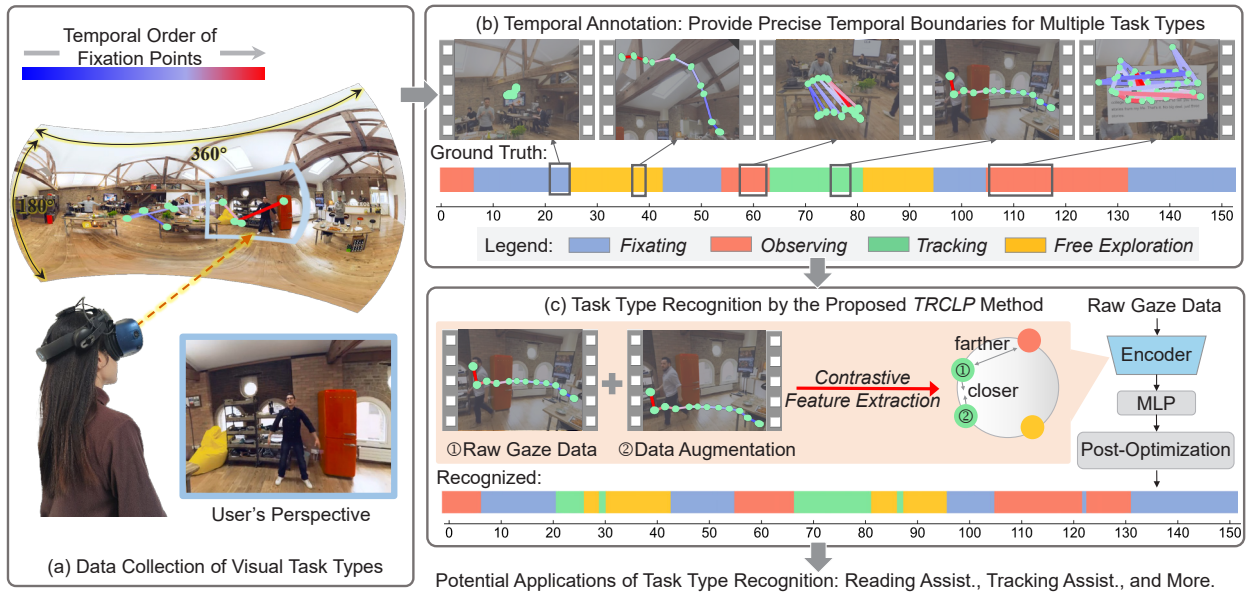 Temporal Order of
Fixation Points
360°
180°
User's Perspective
(a) Data Collection of Visual Task Types
(b) Temporal Annotation: Provide Precise Temporal Boundaries for Multiple Task Types
Ground Truth:
0 10 20 30 40 50 60 70 80 90 100 110 120 130 140 150
Legend: Fixating Observing Tracking Free Exploration
(c) Task Type Recognition by the Proposed TRCLP Method
Raw Gaze Data
Encoder
MLP
Post-Optimization
Contrastive
Feature Extraction
farther
①
closer
②
①Raw Gaze Data ②Data Augmentation
Recognized:
0 10 20 30 40 50 60 70 80 90 100 110 120 130 140 150
Potential Applications of Task Type Recognition: Reading Assist., Tracking Assist., and More.